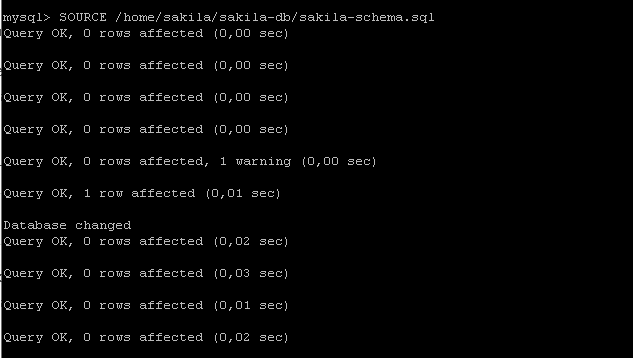 mysql> SOURCE /home/sakila/sakila-db/sakila-schema.sql
Query OK, 0 rows affected (0,00 sec)
Query OK, 0 rows affected (0,00 sec)
Query OK, 0 rows affected (0,00 sec)
Query OK, 0 rows affected (0,00 sec)
Query OK, 0 rows affected, 1 warning (0,00 sec)
Query OK, 1 row affected (0,01 sec)
Database changed
Query OK, 0 rows affected (0,02 sec)
Query OK, 0 rows affected (0,03 sec)
Query OK, 0 rows affected (0,01 sec)
Query OK, 0 rows affected (0,02 sec)